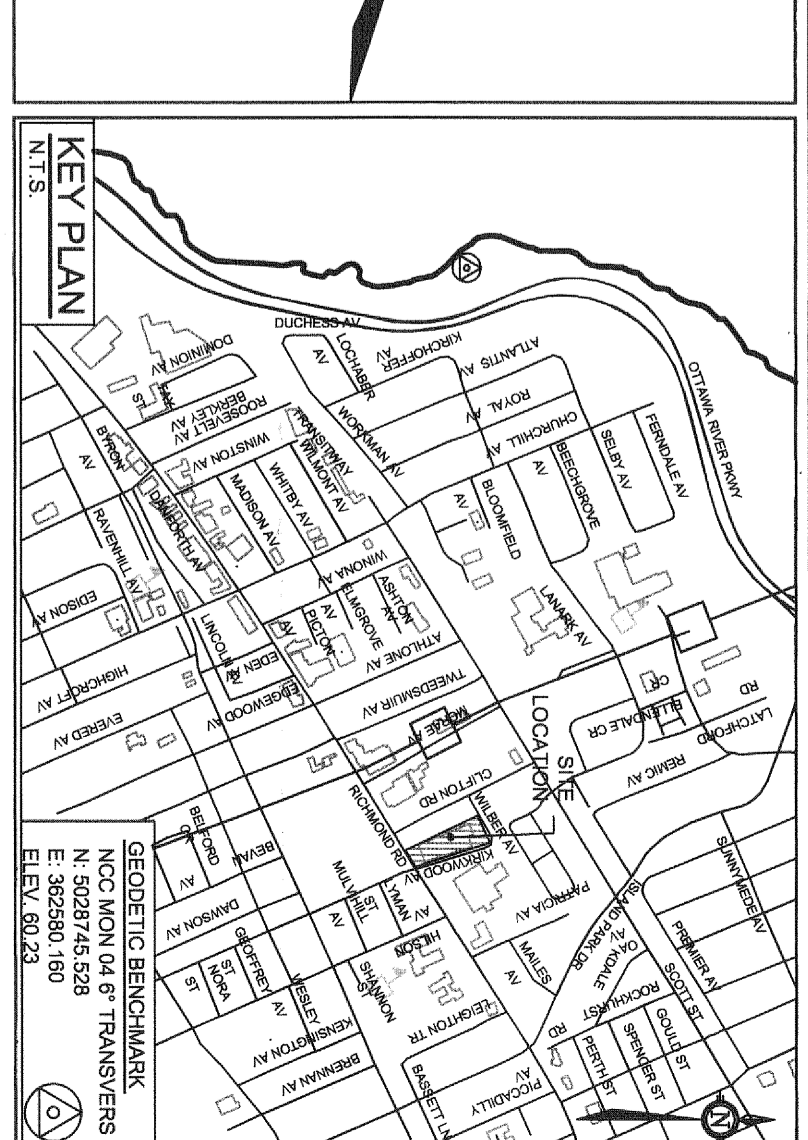 KEY PLAN
N.T.S.
DUCHESS AV
LOCHABER
AV
KIRCHOFFER
AV
ATLANTIS AV
ROYAL AV
CHURCHILL AV
OTTAWA RIVER PKWY
FERNDALE AV
SELBY AV
BEECHGROVE
AV
BLOOMFIELD
AV
DOMINION AV
ST
BERKLEY AV
ROOSEVELT AV
WINSTON AV
WORKMAN AV
TRANSITWAY
WILMONT AV
WHITBY AV
MADISON AV
DANFORTH AV
BYRON
AV
RAVENHILL AV
EDISON AV
WINONA AV
ASHTON
AV
ELMGROVE
AV
PICTON
AV
LANARK AV
LINCOLN
AV
EDEN AV
EDGEWOOD AV
ATHLONE AV
TWEEDSMUIR AV
HIGHCROFT AV
EVERED AV
MCRAE AV
CLIFTON RD
SITE
LOCATION
ELLENDALE CR
CR
LATCHFORD
RD
REMIC AV
RICHMOND RD
WILBER AV
KIRKWOOD AV
PATRICIA AV
ISLAND PARK DR
SUNNYMEDE AV
PREMIER AV
OAKDALE
AV
SCOTT ST
ROCKHURST
RD
GOULD ST
SPENCER ST
PERTH ST
MAILES
AV
HILSON
AV
LYMAN
ST
MULVIHILL
AV
SHANNON
ST
LEIGHTON TR
PICCADILLY
AV
BASSETT LN
BELFORD
CR
AV
BEVAN
DAWSON AV
GEOFFREY
ST
NORA
ST
WESLEY
AV
KENSINGTON AV
BRENNAN AV
N
GEODETIC BENCHMARK
NCC MON 04 6° TRANSVERS
N: 5028745.528
E: 362580.160
ELEV. 60.23